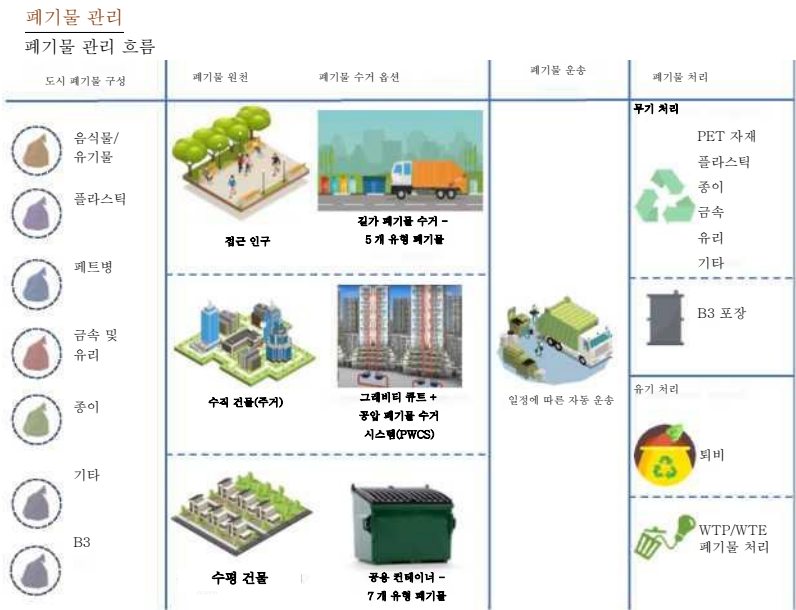 폐기물 관리
폐기물 관리 흐름
도시 폐기물 구성
폐기물 원천
폐기물 수거 옵션
폐기물 운송
폐기물 처리
음식물/
유기물
플라스틱
페트병
금속 및
유리
종이
기타
B3
접근 인구
길가 폐기물 수거 –
5 개 유형 폐기물
수직 건물(주거)
그래비티 큐트 +
공압 폐기물 수거
시스템(PWCS)
수평 건물
공용 컨테이너 –
7 개 유형 폐기물
일정에 따른 자동 운송
무기 처리
PET 자재
플라스틱
종이
금속
유리
기타
B3 포장
유기 처리
퇴비
WTP/WTE
폐기물 처리